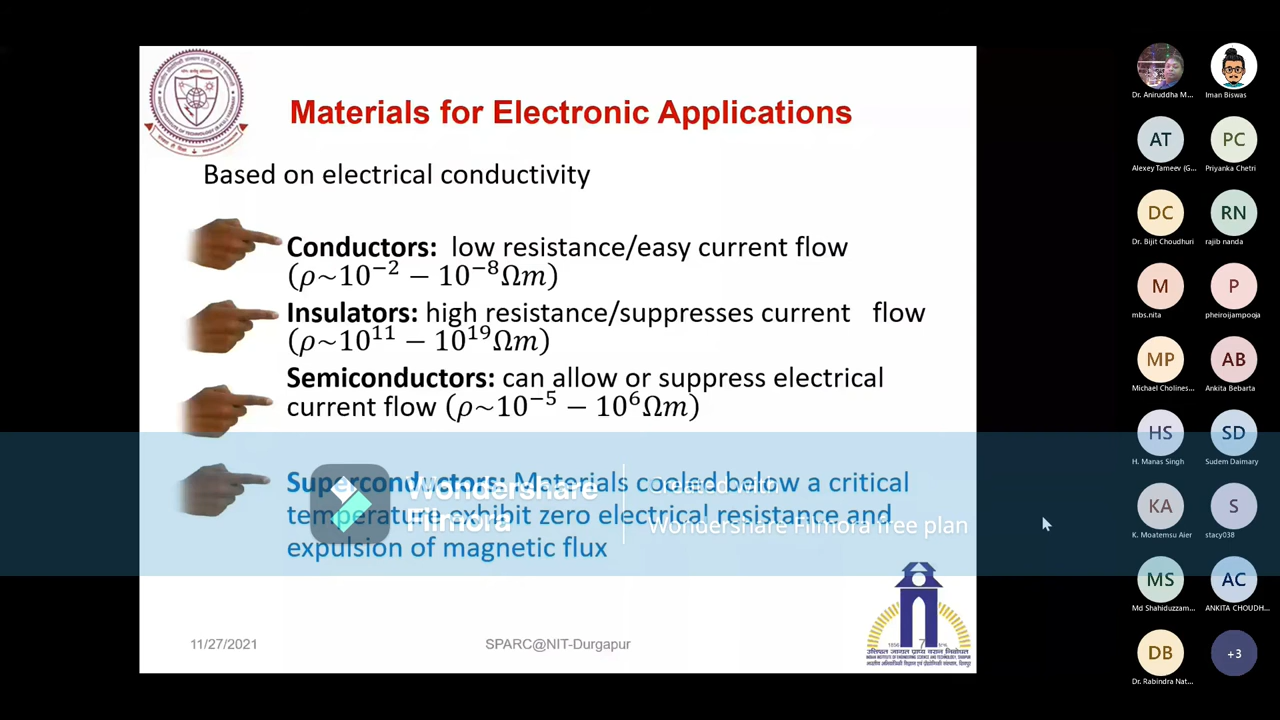 Materials for Electronic Applications
Based on electrical conductivity
Conductors: low resistance/easy current flow
(ρ~10⁻² − 10⁻⁸Ωm)
Insulators: high resistance/suppresses current flow
(ρ~10¹¹ − 10¹⁹Ωm)
Semiconductors: can allow or suppress electrical
current flow (ρ~10⁻⁵ − 10⁶Ωm)
Superconductors: Materials cooled below a critical
temperature exhibit zero electrical resistance and
expulsion of magnetic flux
Wondershare
Filmora
Created with
Wondershare Filmora free plan
11/27/2021
SPARC@NIT-Durgapur
7
Dr. Aniruddha M...
Iman Biswas
AT
PC
Alexey Tameev (G...
Priyanka Chetri
DC
RN
Dr. Bijit Choudhuri
rajib nanda
M
P
mbs.nita
pheiroijampooja
MP
AB
Michael Cholines...
Ankita Bebarta
HS
SD
H. Manas Singh
Sudem Daimary
KA
S
K. Moatemsu Aier
stacy038
MS
AC
Md Shahiduzzam...
ANKITA CHOUDH...
DB
+3
Dr. Rabindra Nat...